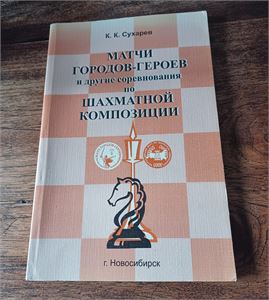 К. К. Сухарев
МАТЧИ
ГОРОДОВ-ГЕРОЕВ
и другие соревнования
по
ШАХМАТНОЙ
КОМПОЗИЦИИ
г. Новосибирск